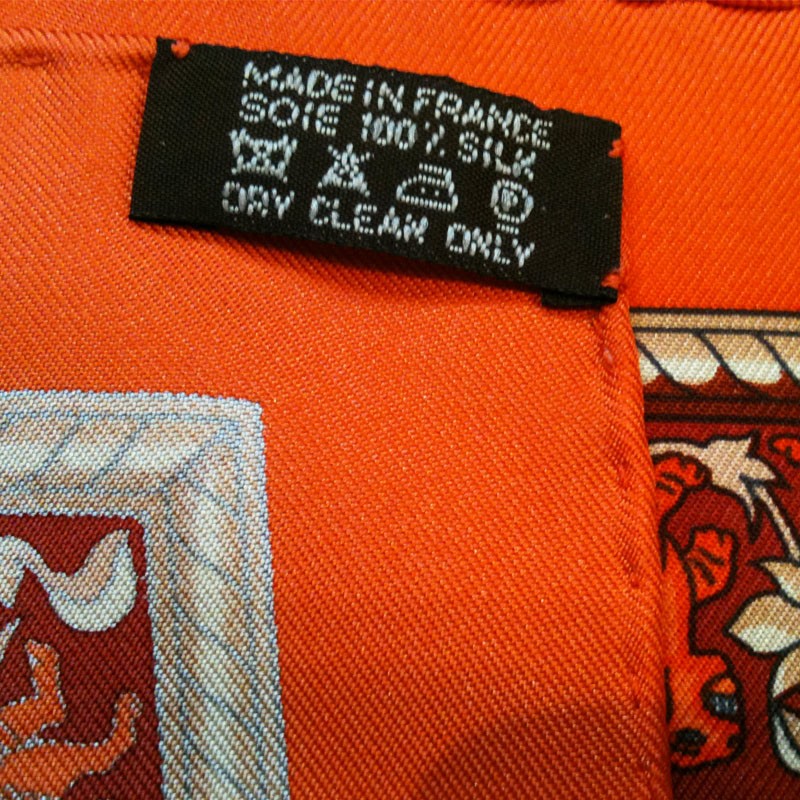 MADE IN FRANCE
SOIE 100% SILK
DRY CLEAN ONLY